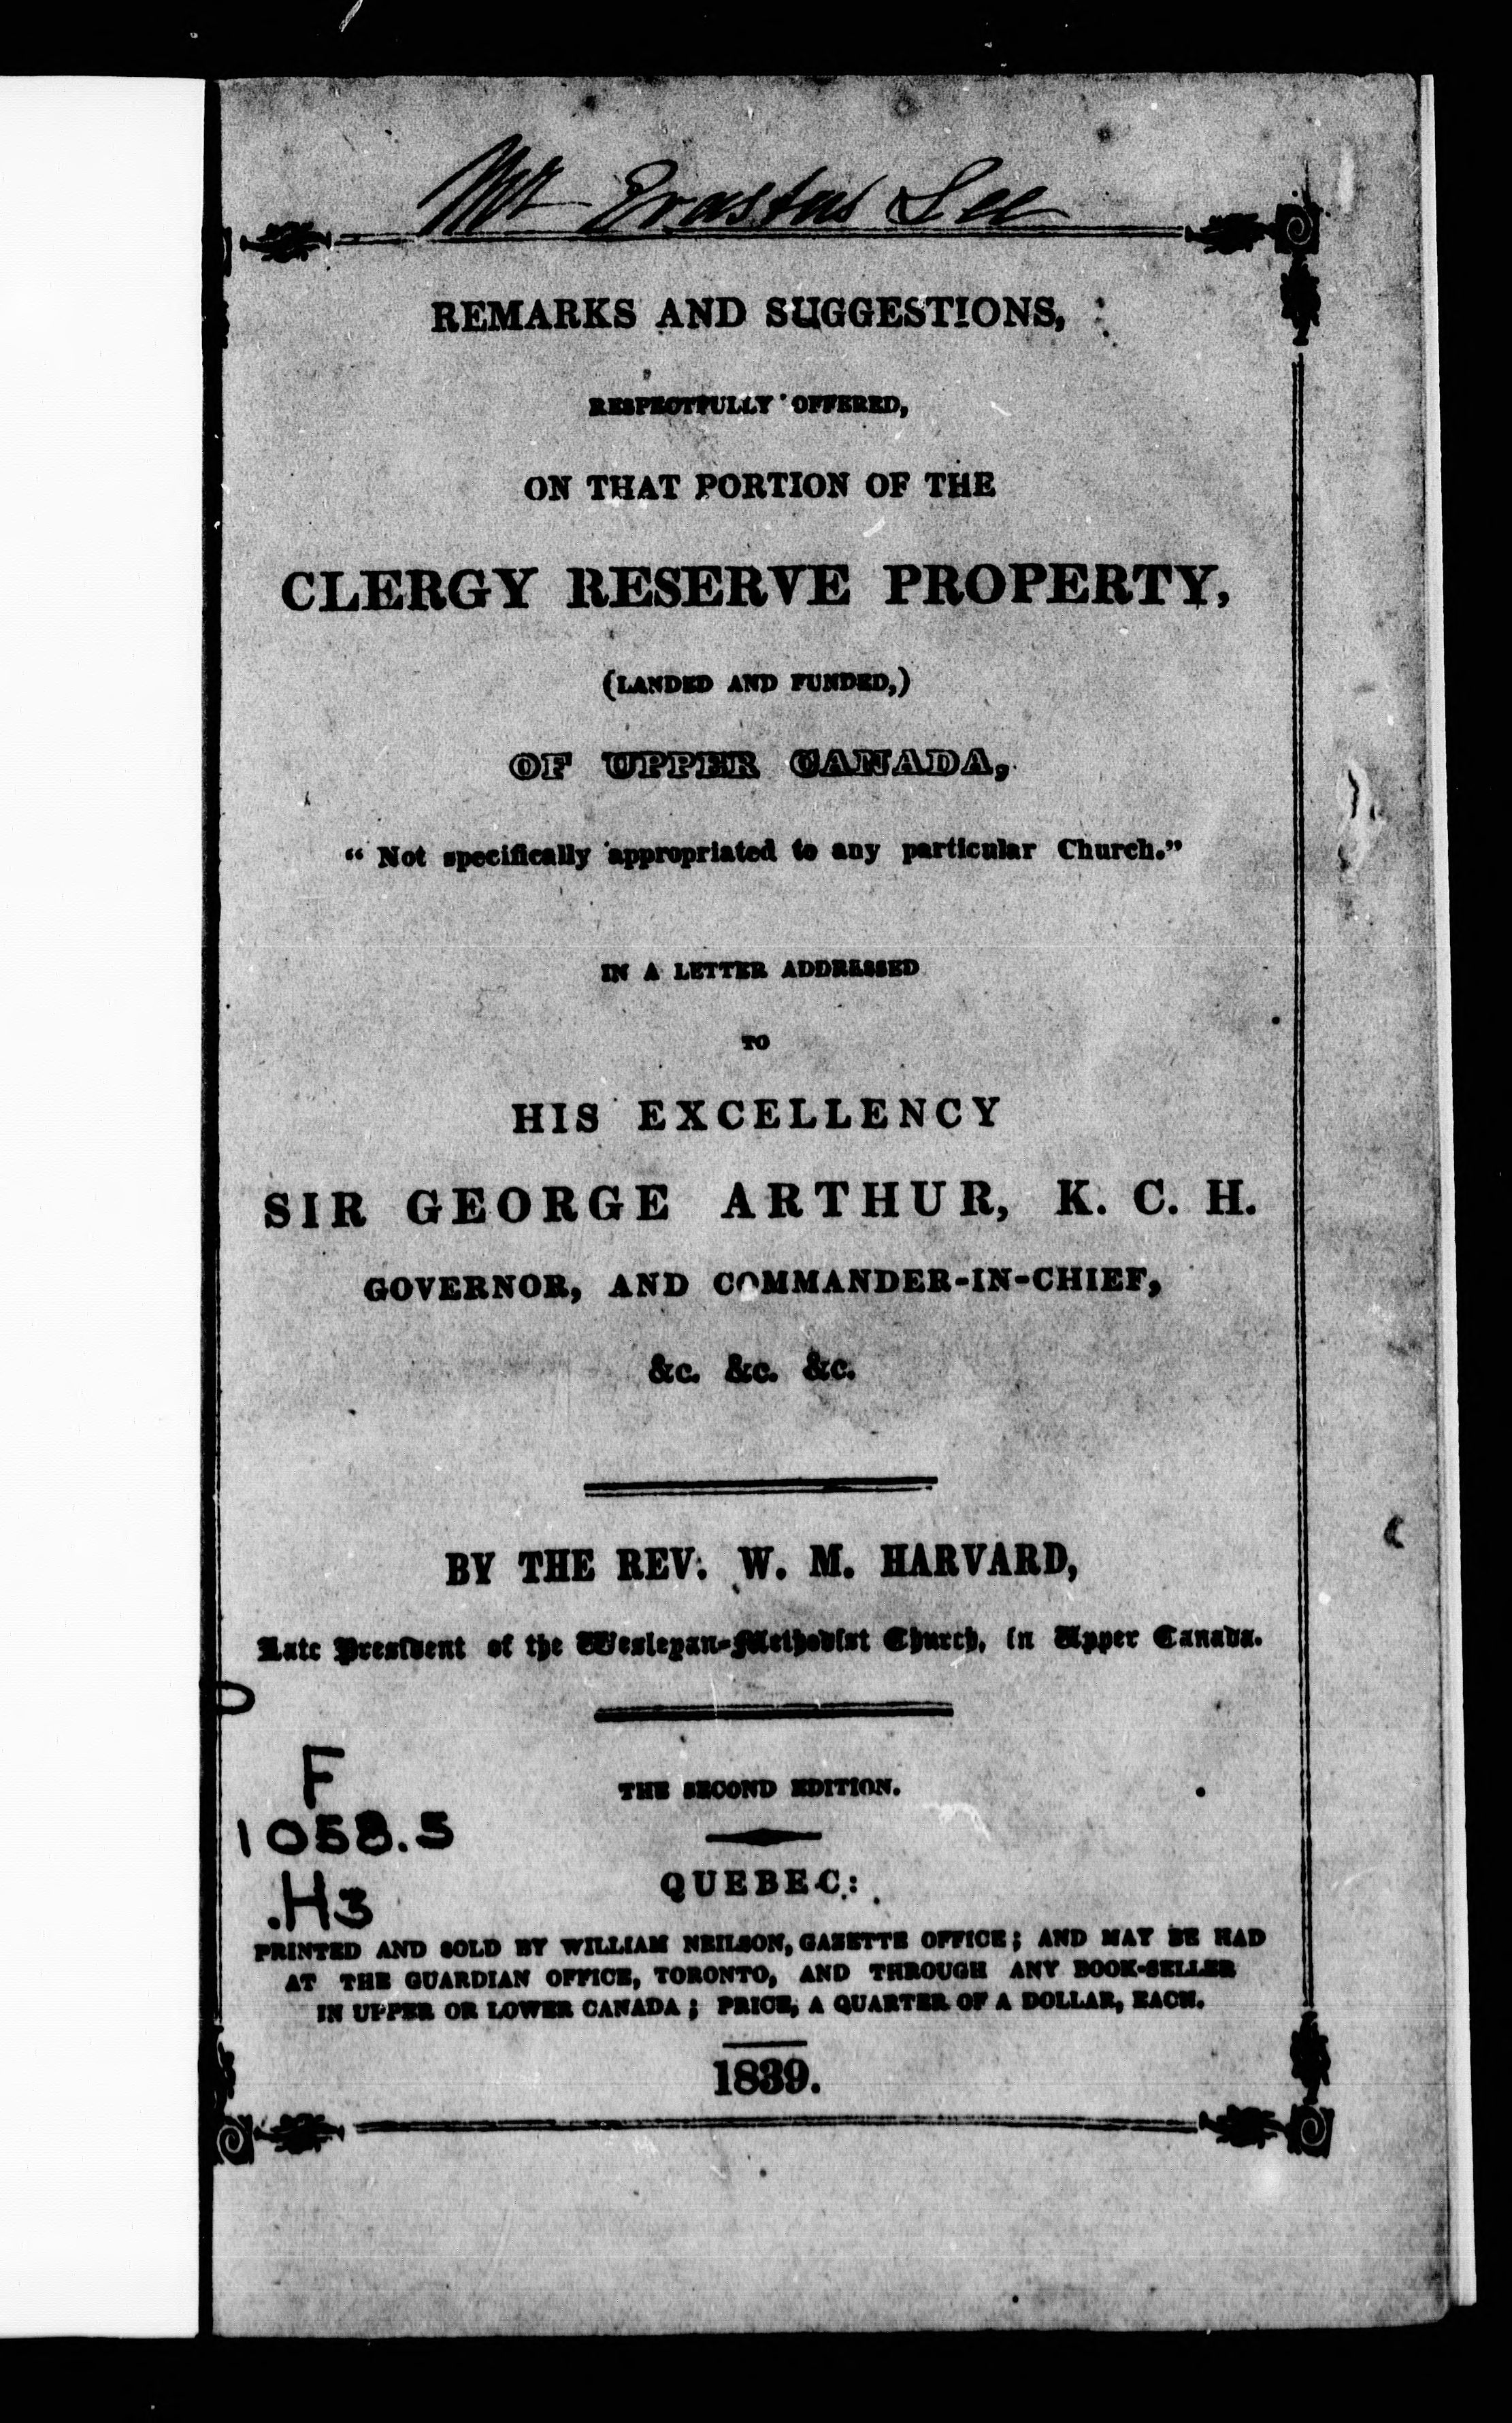 Mr Erastus Lee
REMARKS AND SUGGESTIONS,
RESPECTFULLY OFFERED,
ON THAT PORTION OF THE
CLERGY RESERVE PROPERTY,
(LANDED AND FUNDED,)
OF UPPER CANADA,
“ Not specifically appropriated to any particular Church.”
IN A LETTER ADDRESSED
TO
HIS EXCELLENCY
SIR GEORGE ARTHUR, K. C. H.
GOVERNOR, AND COMMANDER-IN-CHIEF,
&c. &c. &c.
BY THE REV. W. M. HARVARD,
Late President of the Wesleyan-Methodist Church, in Upper Canada.
THE SECOND EDITION.
F
1058.5
.H3
QUEBEC:
PRINTED AND SOLD BY WILLIAM NEILSON, GAZETTE OFFICE; AND MAY BE HAD
AT THE GUARDIAN OFFICE, TORONTO, AND THROUGH ANY BOOK-SELLER
IN UPPER OR LOWER CANADA; PRICE, A QUARTER OF A DOLLAR, EACH.
1839.